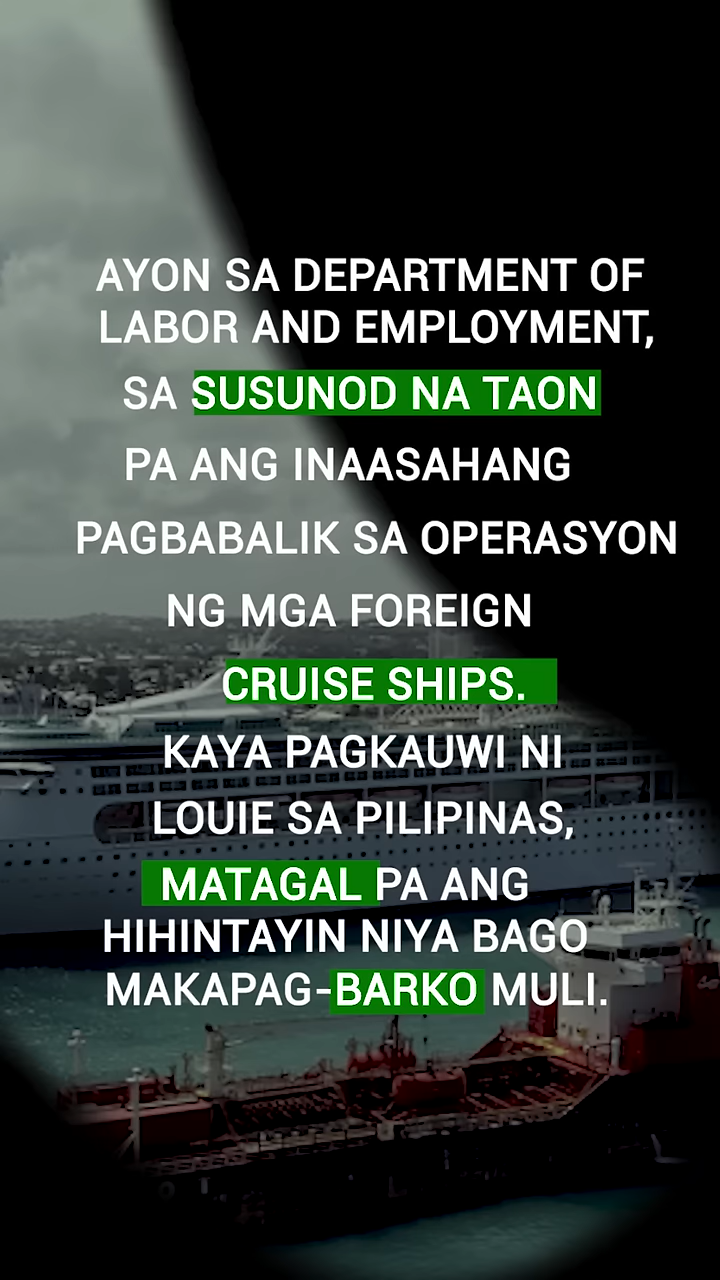 AYON SA DEPARTMENT OF
LABOR AND EMPLOYMENT,
SA SUSUNOD NA TAON
PA ANG INAASAHANG
PAGBABALIK SA OPERASYON
NG MGA FOREIGN
CRUISE SHIPS.
KAYA PAGKAUWI NI
LOUIE SA PILIPINAS,
MATAGAL PA ANG
HIHINTAYIN NIYA BAGO
MAKAPAG-BARKO MULI.